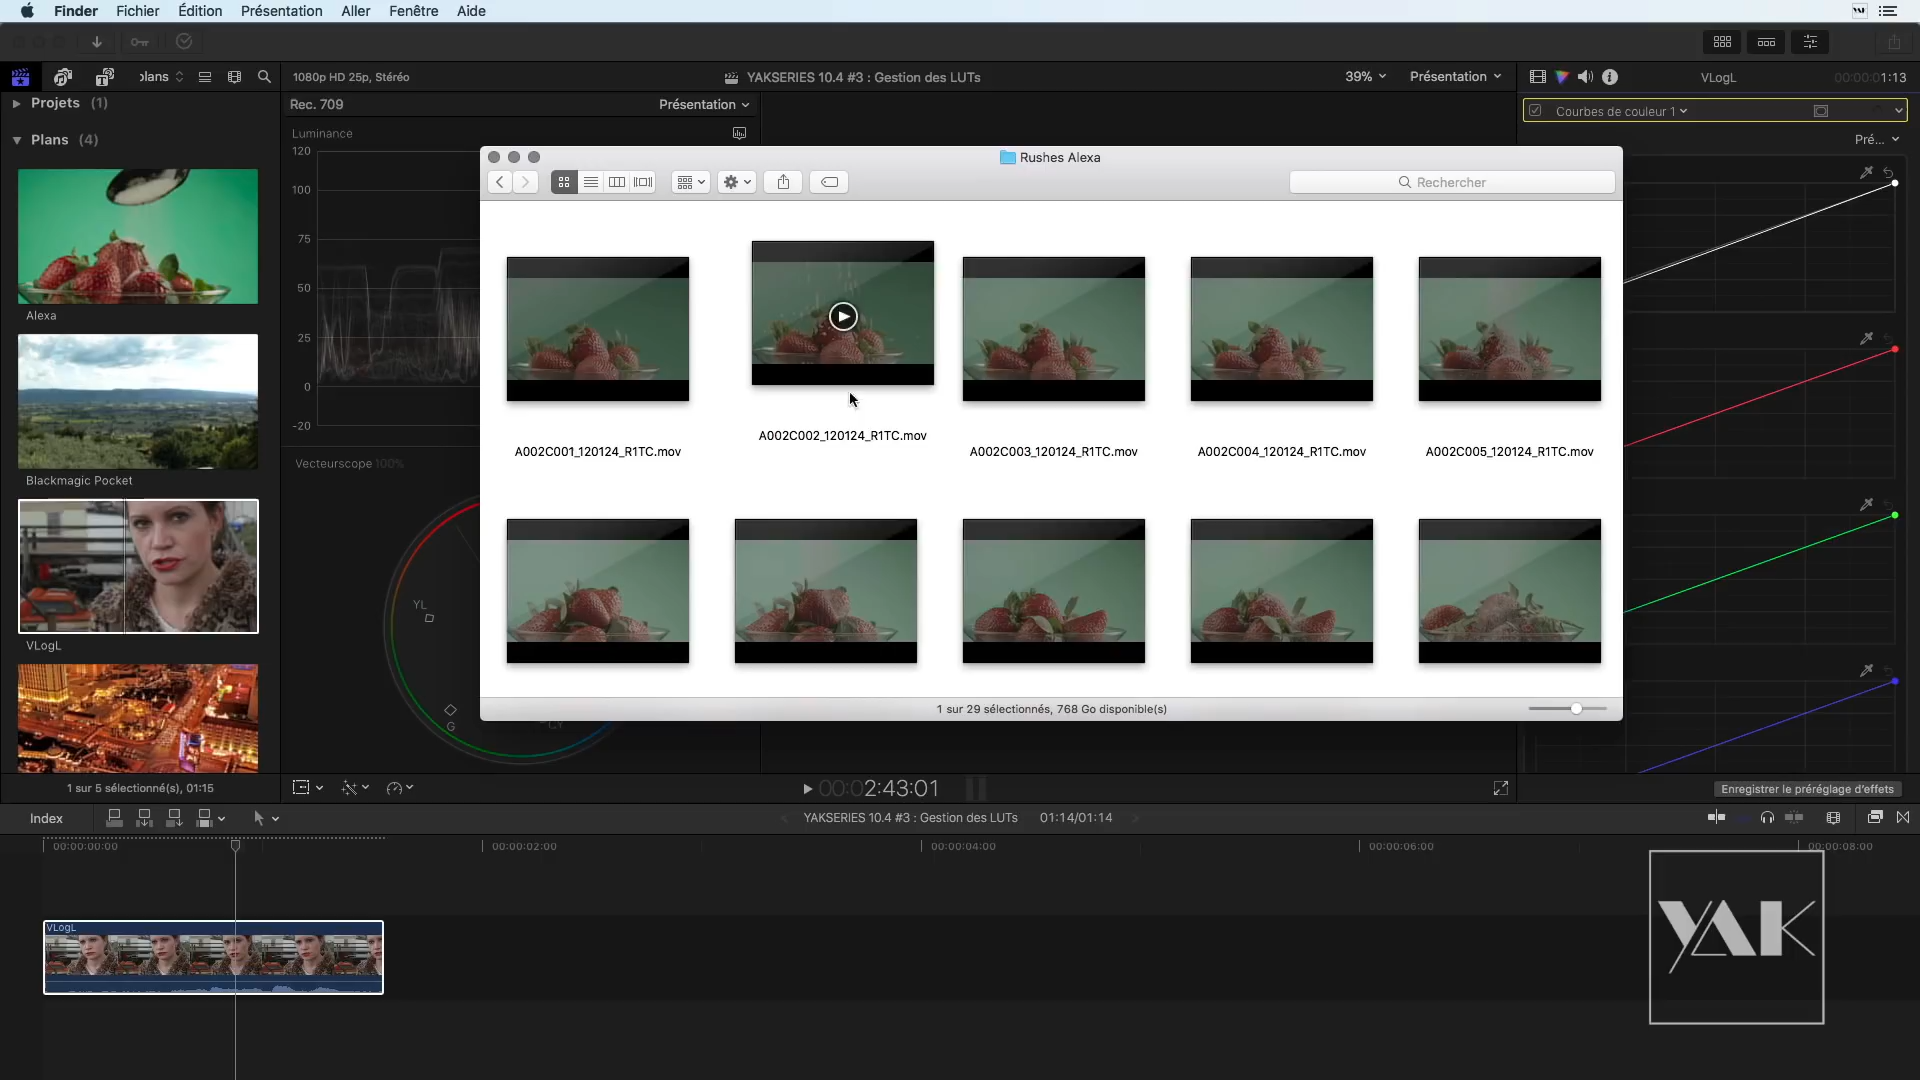 Finder Fichier Édition Présentation Aller Fenêtre Aide
plans 1080p HD 25p, Stéréo YAKSERIES 10.4 #3 : Gestion des LUTs 39% Présentation VLogL 00:00:01:13
Projets (1) Rec. 709 Présentation Courbes de couleur 1
Plans (4) Luminance Pré...
120
100
75
50
25
0
-20
Alexa
Blackmagic Pocket
VLogL
Vecteurscope 100%
YL
G
CY
Rushes Alexa
Rechercher
A002C001_120124_R1TC.mov A002C002_120124_R1TC.mov A002C003_120124_R1TC.mov A002C004_120124_R1TC.mov A002C005_120124_R1TC.mov
1 sur 29 sélectionnés, 768 Go disponible(s)
1 sur 5 sélectionné(s), 01:15 00:02:43:01 Enregistrer le préréglage d'effets
Index YAKSERIES 10.4 #3 : Gestion des LUTs 01:14/01:14
00:00:00:00 00:00:02:00 00:00:04:00 00:00:06:00 00:00:08:00
VLogL
YAK